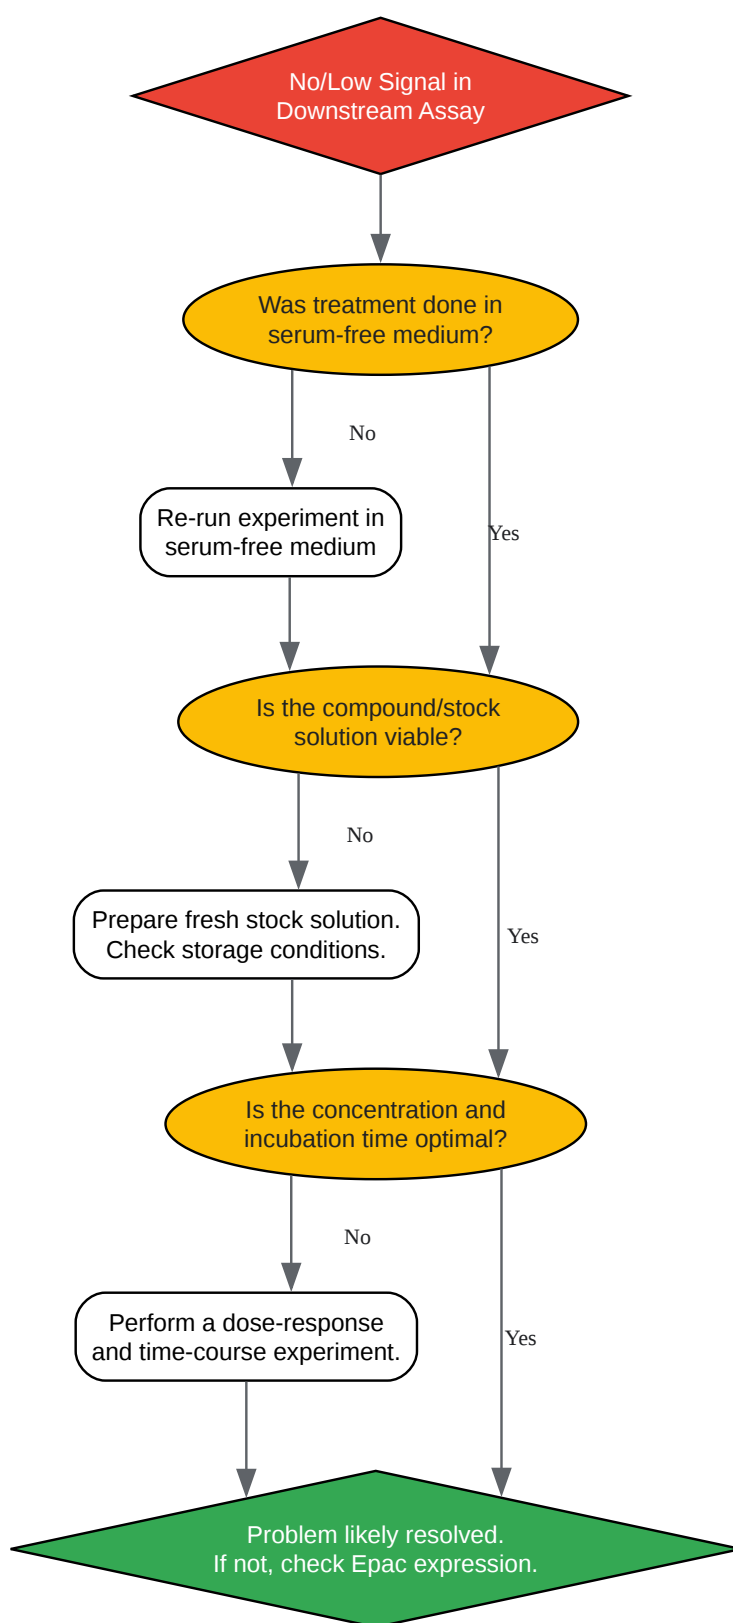 No/Low Signal in
Downstream Assay
Was treatment done in
serum-free medium?
No
Re-run experiment in
serum-free medium
Yes
Is the compound/stock
solution viable?
No
Prepare fresh stock solution.
Check storage conditions.
Yes
Is the concentration and
incubation time optimal?
No
Perform a dose-response
and time-course experiment.
Yes
Problem likely resolved.
If not, check Epac expression.